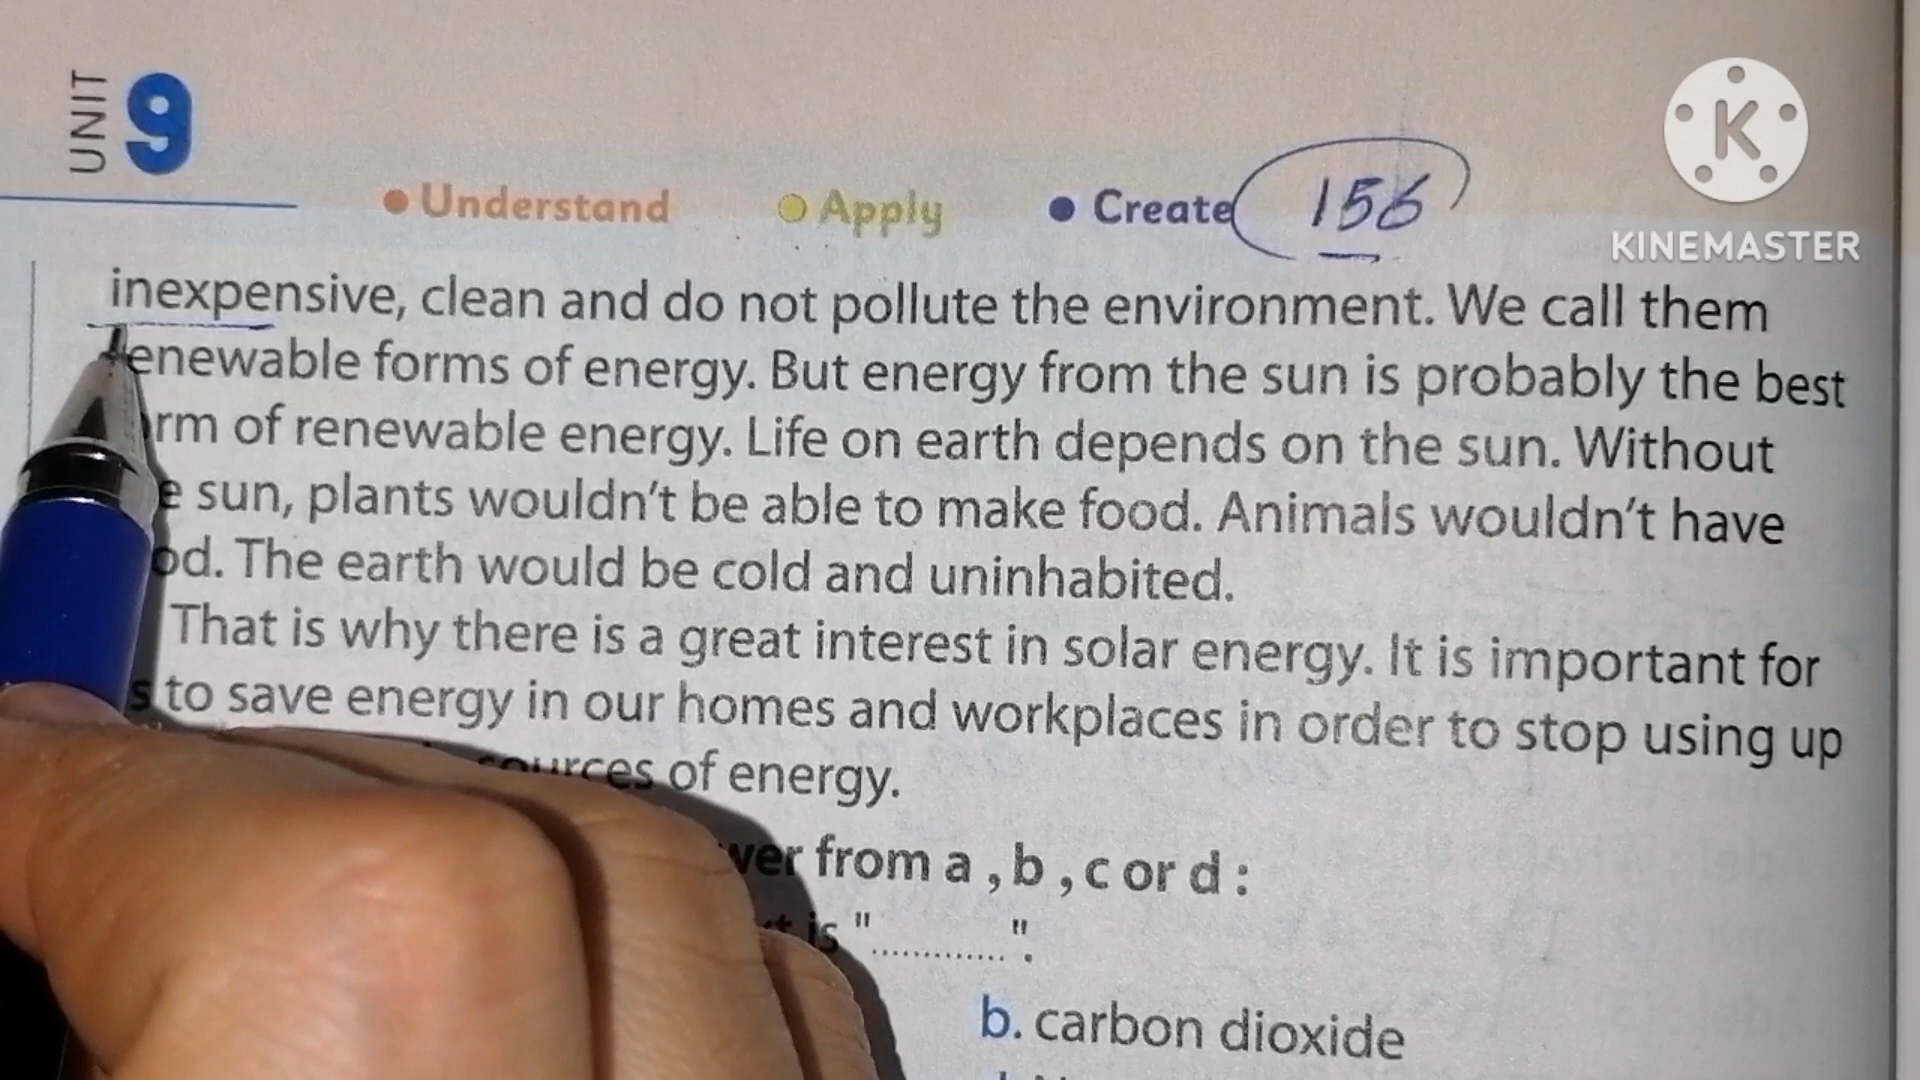 UNIT 9
Understand Apply Create 156
KINEMASTER
inexpensive, clean and do not pollute the environment. We call them
renewable forms of energy. But energy from the sun is probably the best
of renewable energy. Life on earth depends on the sun. Without
sun, plants wouldn't be able to make food. Animals wouldn't have
The earth would be cold and uninhabited.
That is why there is a great interest in solar energy. It is important for
to save energy in our homes and workplaces in order to stop using up
sources of energy.
from a , b , c or d :
is "............".
b. carbon dioxide